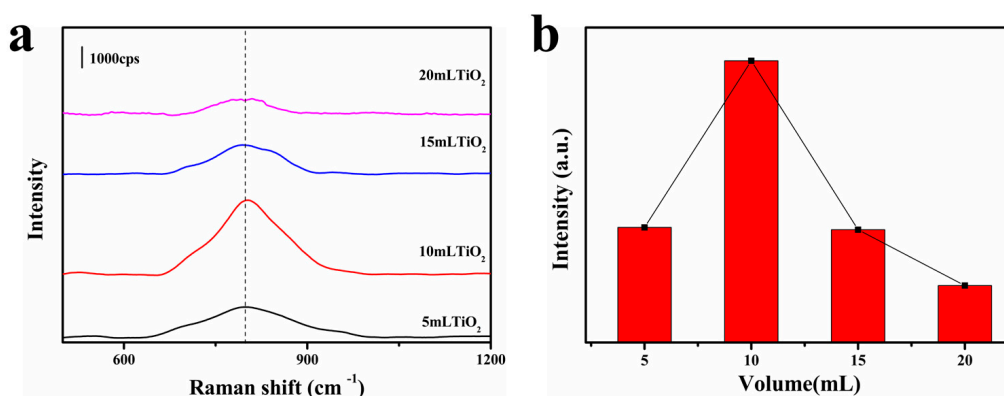 a
1000cps
20mLTiO₂
15mLTiO₂
10mLTiO₂
5mLTiO₂
Intensity
600 900 1200
Raman shift (cm ⁻¹)
b
Intensity (a.u.)
5 10 15 20
Volume(mL)